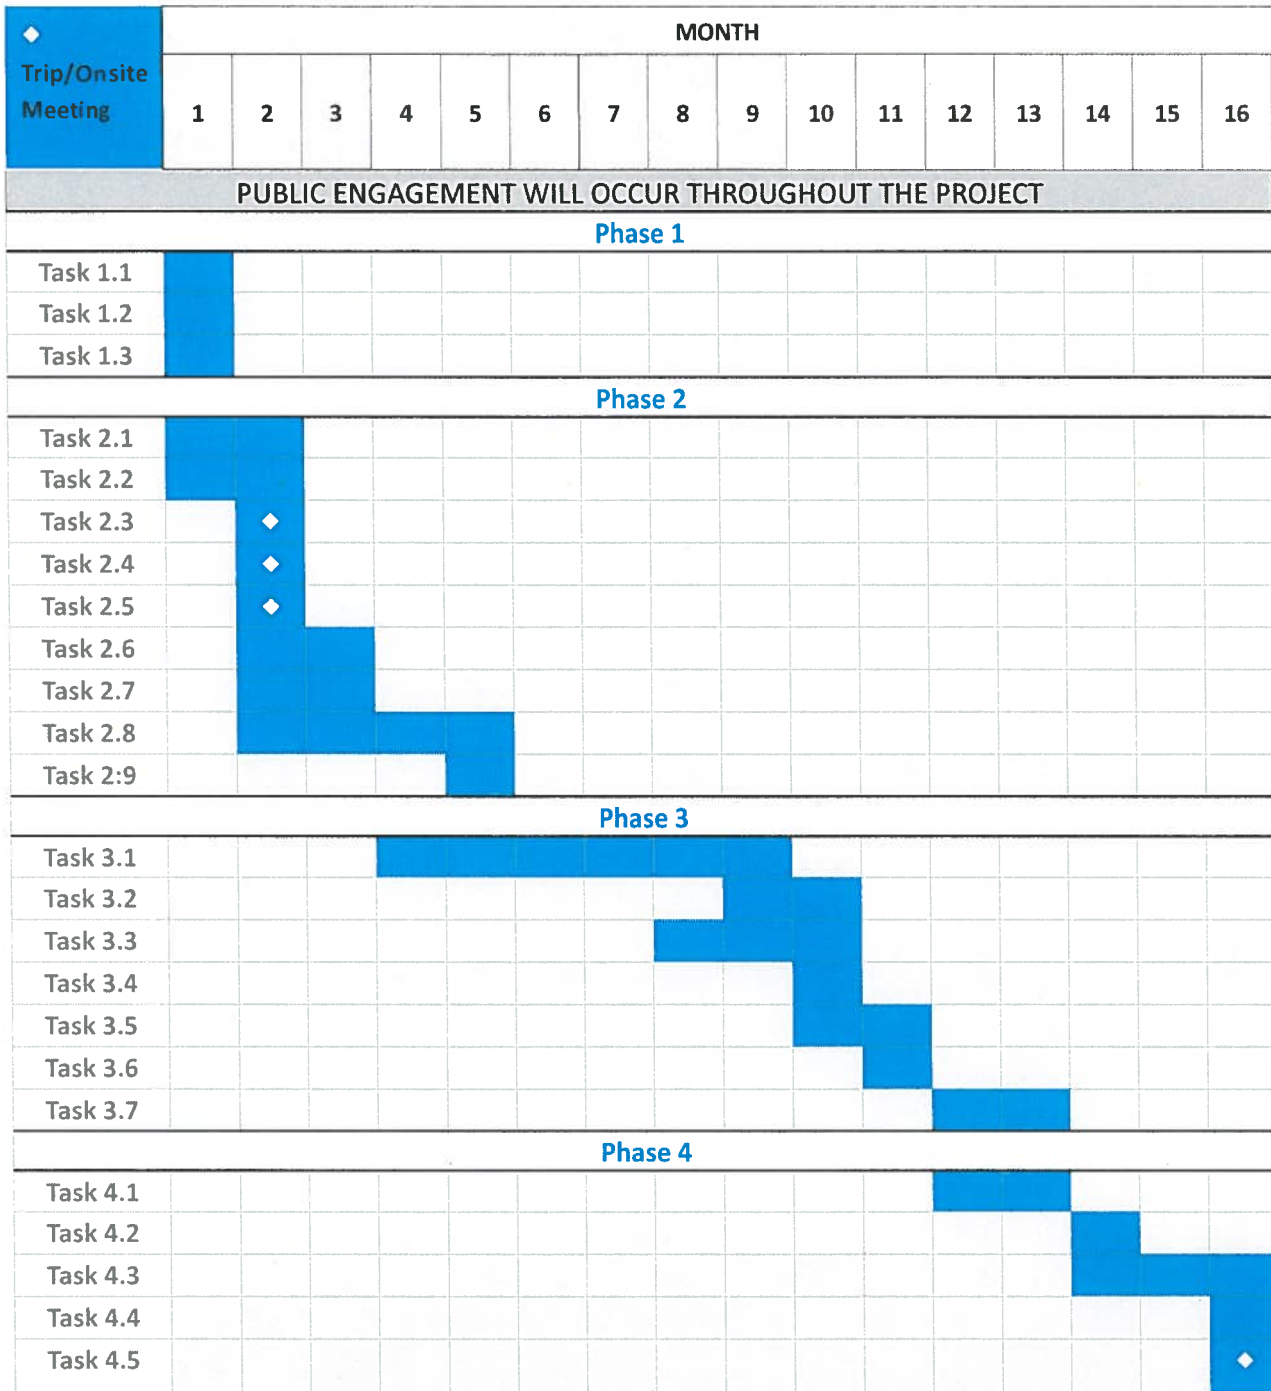 MONTH
Trip/Onsite
Meeting
1 2 3 4 5 6 7 8 9 10 11 12 13 14 15 16
PUBLIC ENGAGEMENT WILL OCCUR THROUGHOUT THE PROJECT
Phase 1
Task 1.1
Task 1.2
Task 1.3
Phase 2
Task 2.1
Task 2.2
Task 2.3
Task 2.4
Task 2.5
Task 2.6
Task 2.7
Task 2.8
Task 2:9
Phase 3
Task 3.1
Task 3.2
Task 3.3
Task 3.4
Task 3.5
Task 3.6
Task 3.7
Phase 4
Task 4.1
Task 4.2
Task 4.3
Task 4.4
Task 4.5